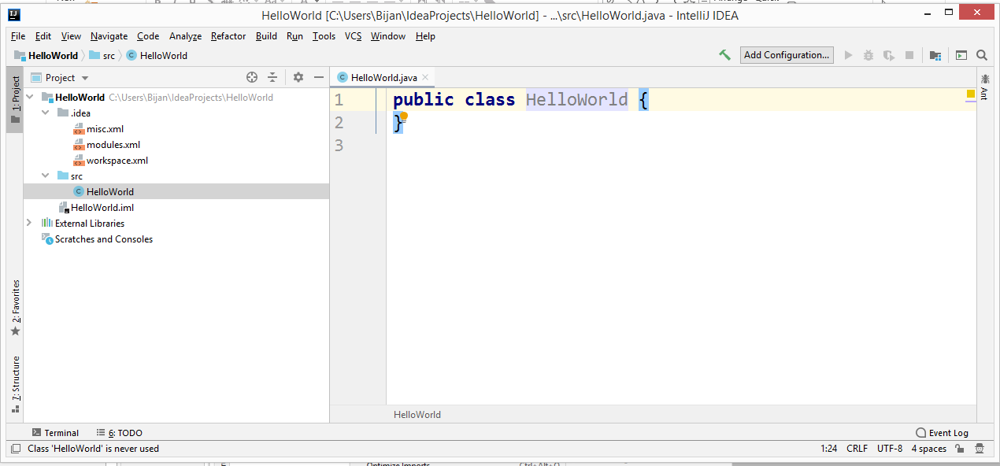 HelloWorld [C:\Users\Bijan\IdeaProjects\HelloWorld] - ...\src\HelloWorld.java - IntelliJ IDEA
File Edit View Navigate Code Analyze Refactor Build Run Tools VCS Window Help
HelloWorld src C HelloWorld Add Configuration...
1: Project
Project
HelloWorld C:\Users\Bijan\IdeaProjects\HelloWorld
.idea
misc.xml
modules.xml
workspace.xml
src
C HelloWorld
HelloWorld.iml
External Libraries
Scratches and Consoles
C HelloWorld.java
1 public class HelloWorld {
2 }
3
Ant
2: Favorites
7: Structure
HelloWorld
Terminal 6: TODO Event Log
Class 'HelloWorld' is never used 1:24 CRLF UTF-8 4 spaces